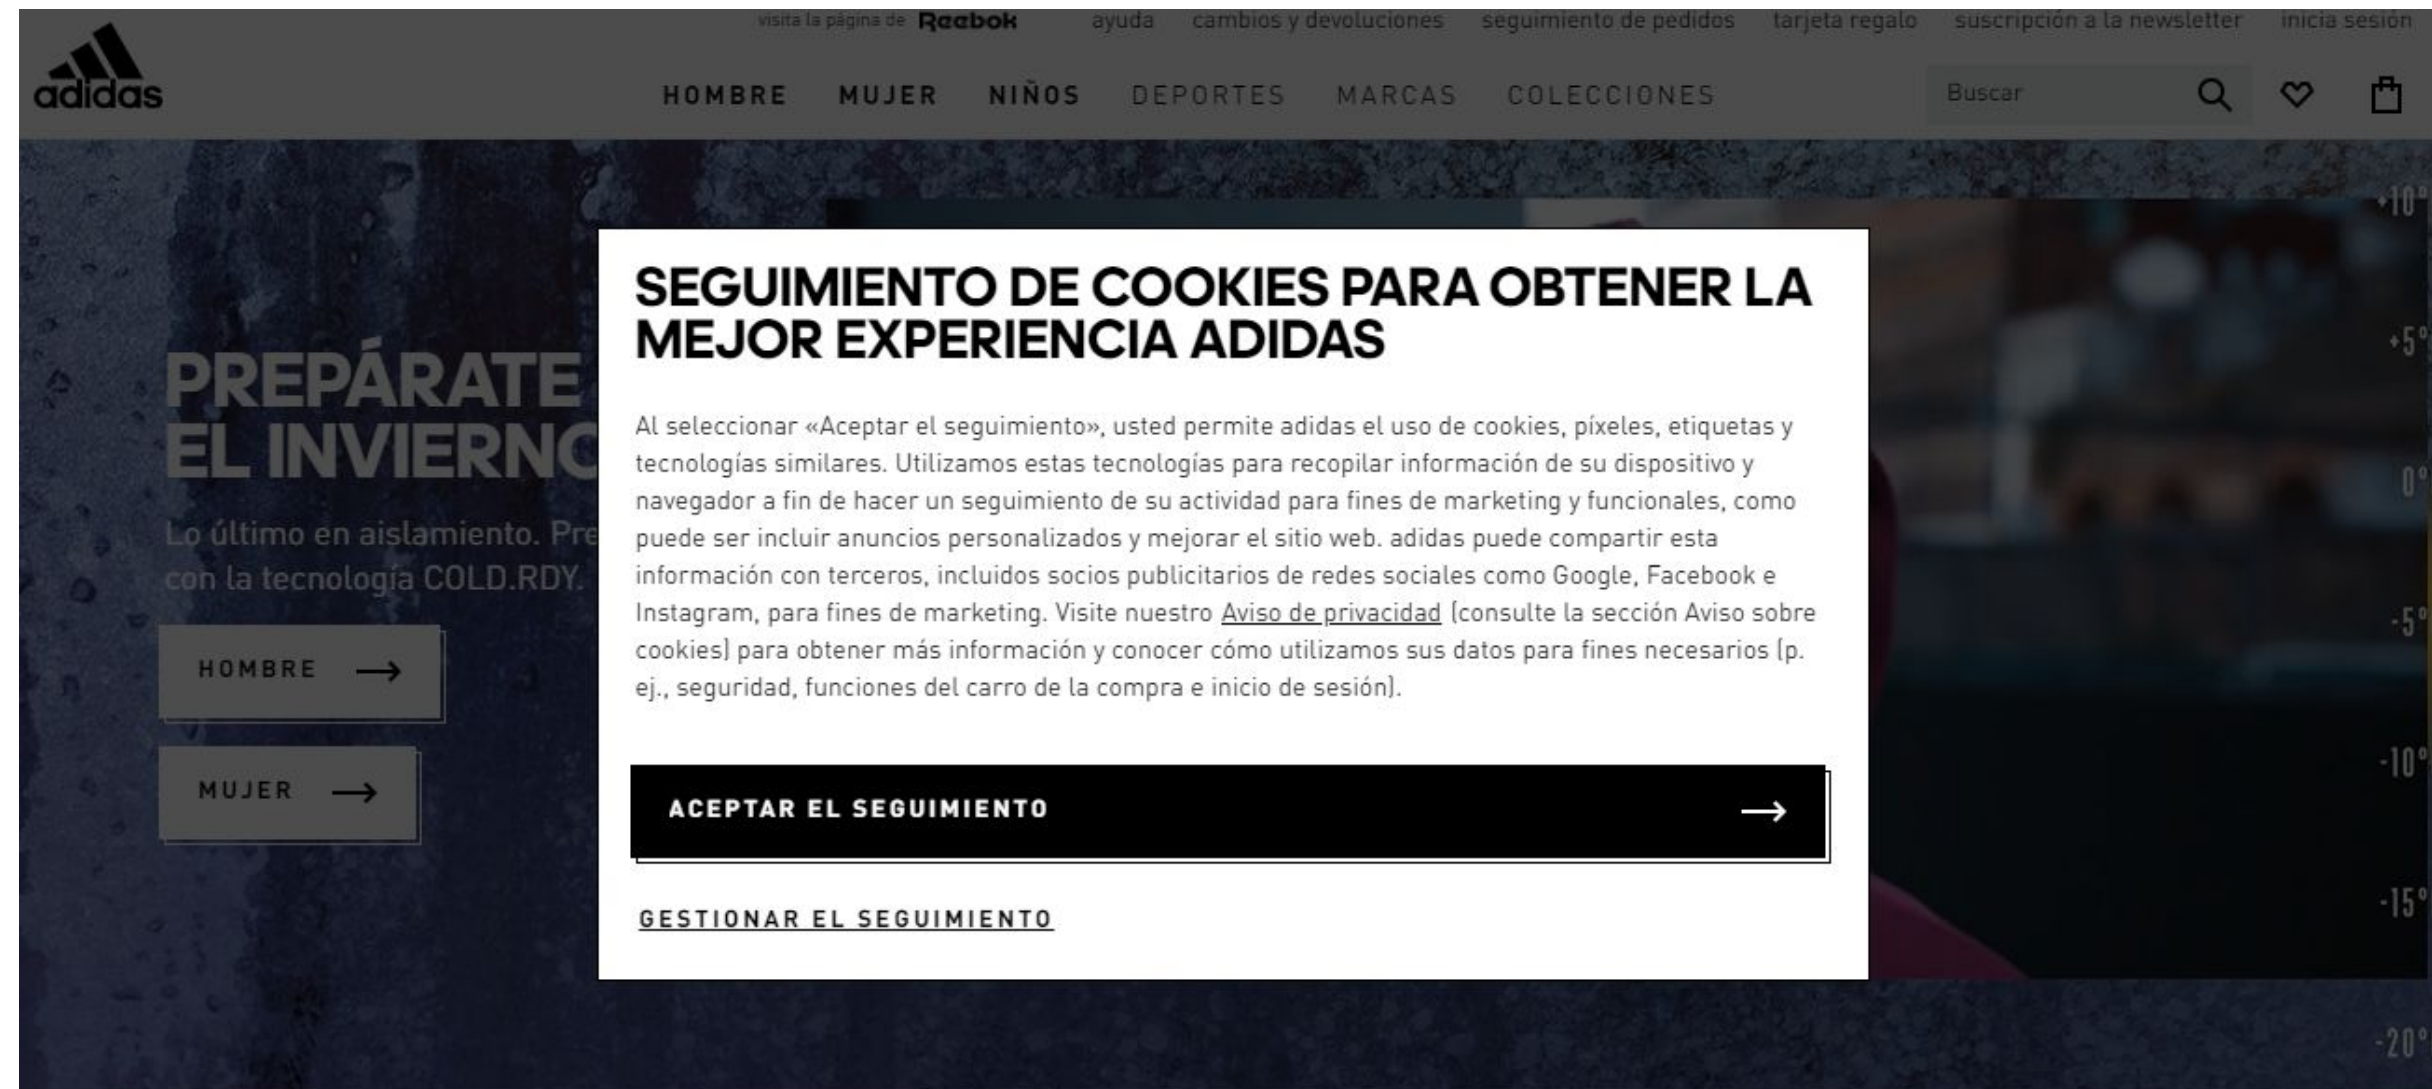 visita la página de Reebok ayuda cambios y devoluciones seguimiento de pedidos tarjeta regalo suscripción a la newsletter inicia sesión
adidas
HOMBRE MUJER NIÑOS DEPORTES MARCAS COLECCIONES Buscar
+10°
SEGUIMIENTO DE COOKIES PARA OBTENER LA
MEJOR EXPERIENCIA ADIDAS
Al seleccionar «Aceptar el seguimiento», usted permite adidas el uso de cookies, píxeles, etiquetas y
tecnologías similares. Utilizamos estas tecnologías para recopilar información de su dispositivo y
navegador a fin de hacer un seguimiento de su actividad para fines de marketing y funcionales, como
puede ser incluir anuncios personalizados y mejorar el sitio web. adidas puede compartir esta
información con terceros, incluidos socios publicitarios de redes sociales como Google, Facebook e
Instagram, para fines de marketing. Visite nuestro Aviso de privacidad (consulte la sección Aviso sobre
cookies) para obtener más información y conocer cómo utilizamos sus datos para fines necesarios (p.
ej., seguridad, funciones del carro de la compra e inicio de sesión).
ACEPTAR EL SEGUIMIENTO
GESTIONAR EL SEGUIMIENTO
PREPÁRATE
EL INVIERNO
Lo último en aislamiento. Pre
con la tecnología COLD.RDY.
HOMBRE
MUJER
+5°
0°
-5°
-10°
-15°
-20°